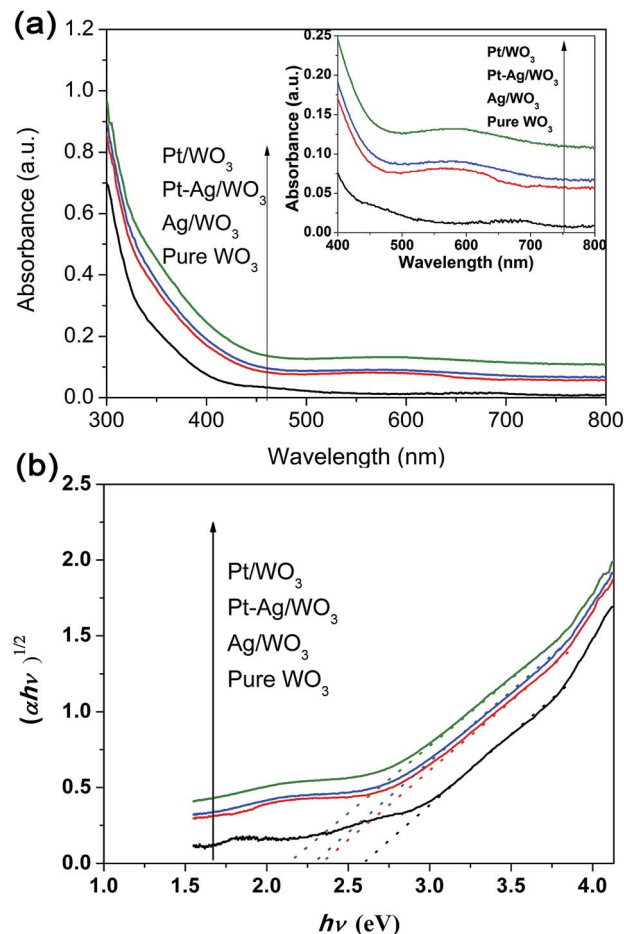 (a)
Absorbance (a.u.)
1.2
1.0
0.8
0.6
0.4
0.2
0.0
Pt/WO₃
Pt-Ag/WO₃
Ag/WO₃
Pure WO₃
300 400 500 600 700 800
Wavelength (nm)
Absorbance (a.u.)
0.25
0.20
0.15
0.10
0.05
0.00
Pt/WO₃
Pt-Ag/WO₃
Ag/WO₃
Pure WO₃
400 500 600 700 800
Wavelength (nm)
(b)
(αhν)^1/2
2.5
2.0
1.5
1.0
0.5
0.0
Pt/WO₃
Pt-Ag/WO₃
Ag/WO₃
Pure WO₃
1.0 1.5 2.0 2.5 3.0 3.5 4.0
hν (eV)